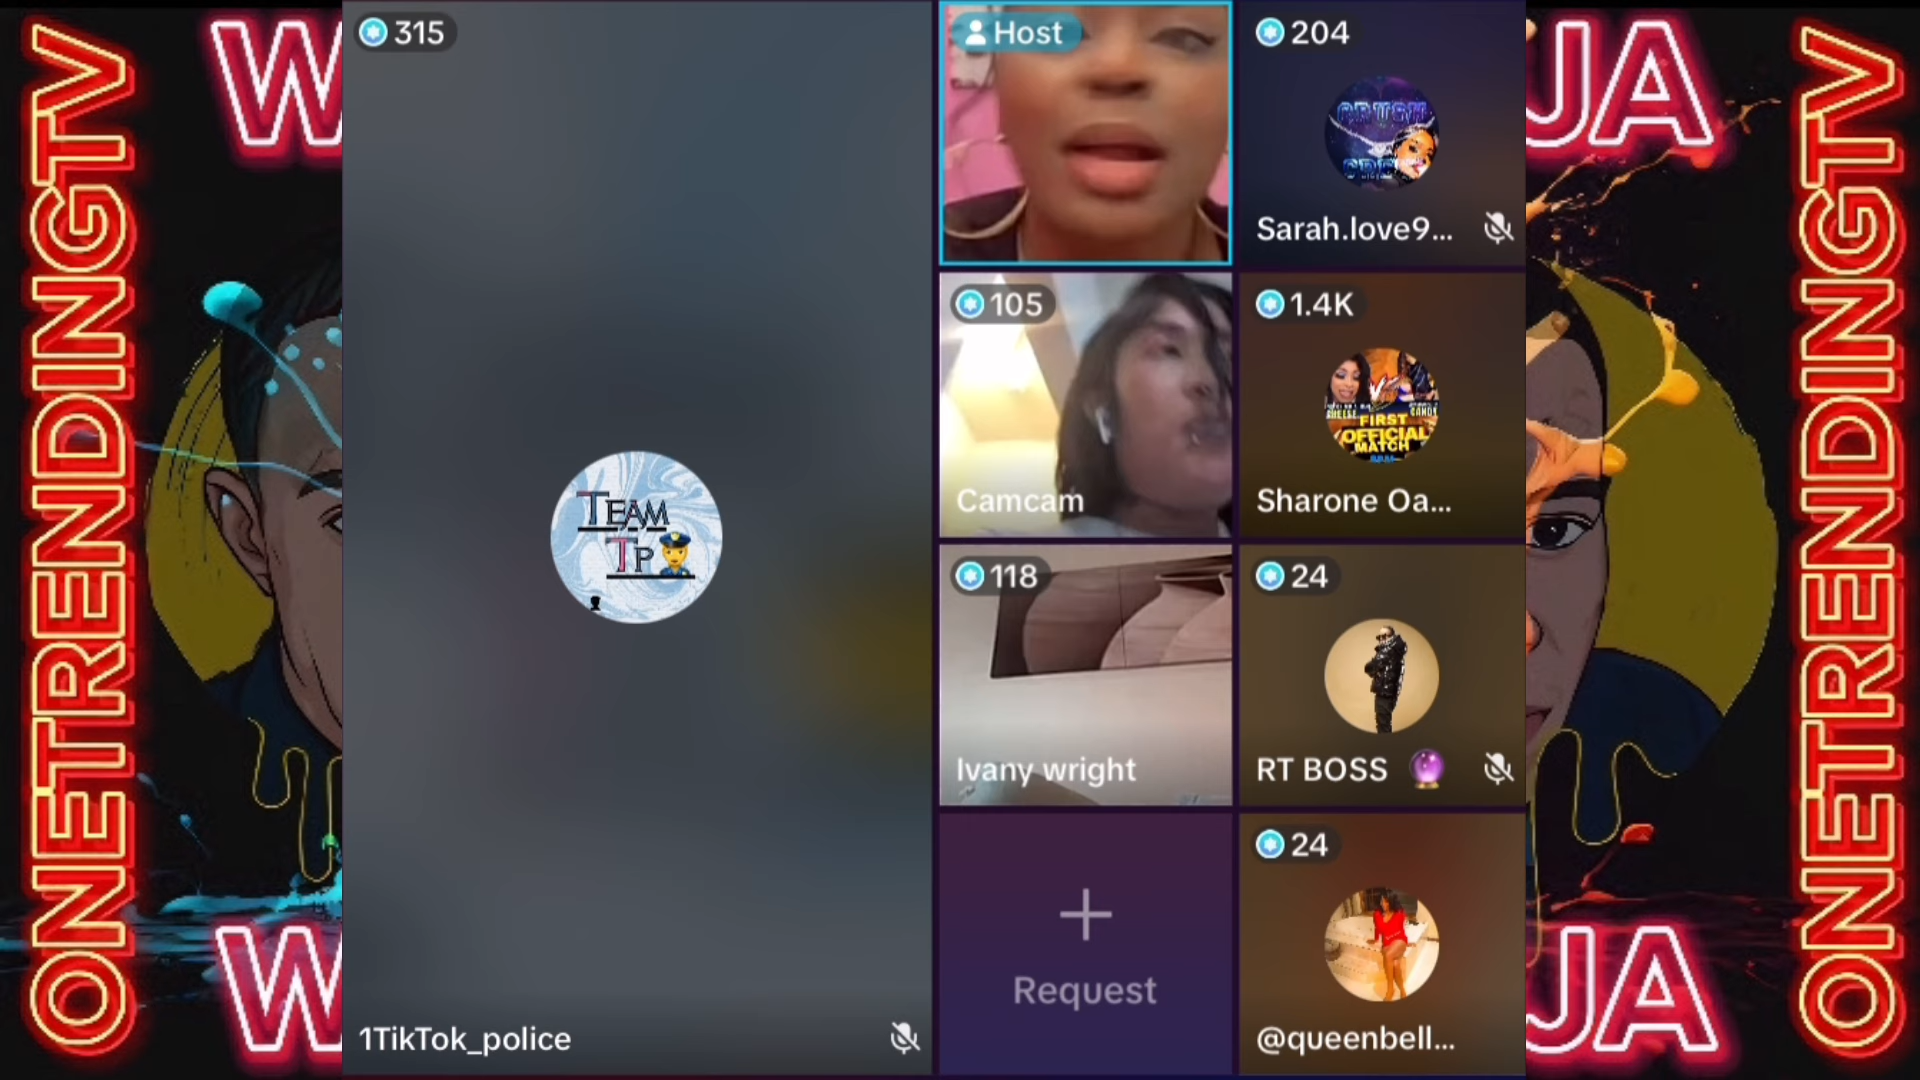 ONETRENDINGTV
W
315
TEAM
TP
1TikTok_police
Host
204
Sarah.love9...
105
Camcam
1.4K
FIRST
OFFICIAL
MATCH
Sharone Oa...
118
Ivany wright
24
RT BOSS
+
Request
24
@queenbell...
W
JA
JA
ONETRENDINGTV